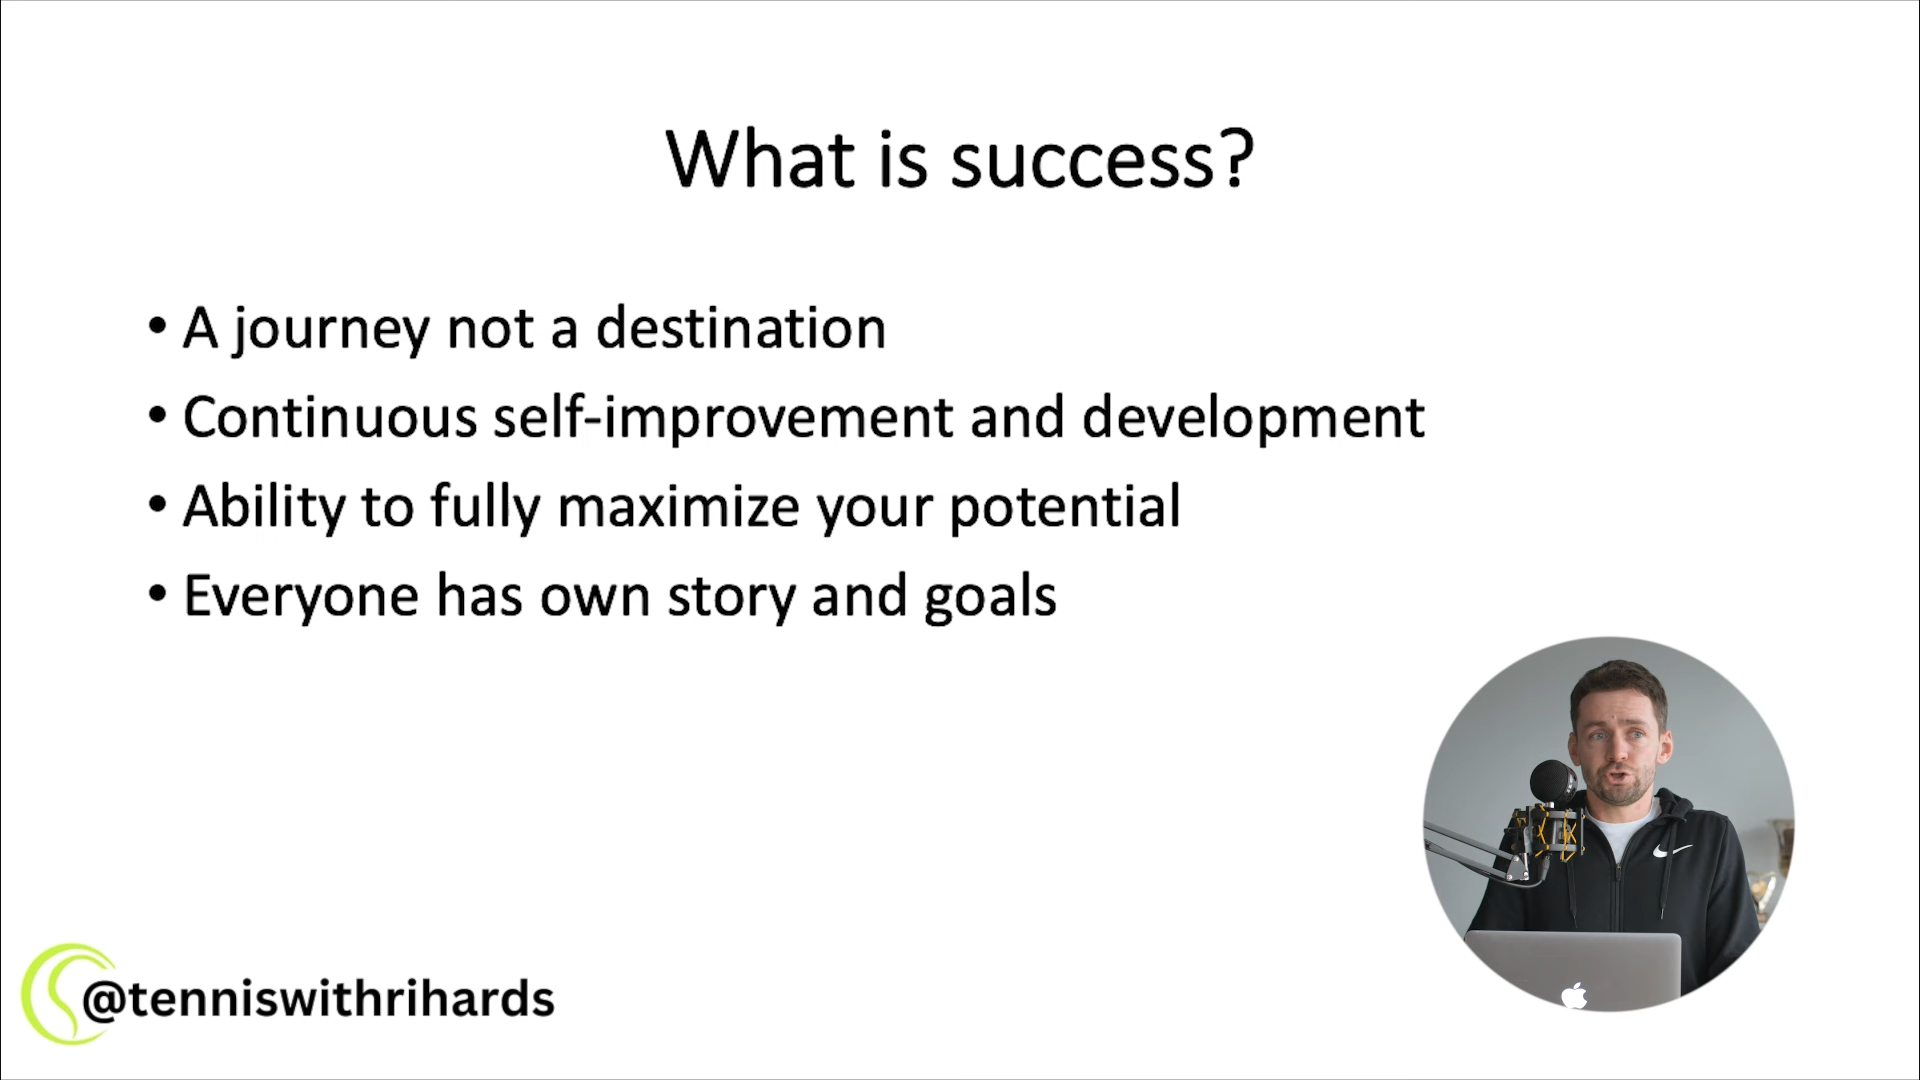 What is success?
• A journey not a destination
• Continuous self-improvement and development
• Ability to fully maximize your potential
• Everyone has own story and goals
@tenniswithrihards